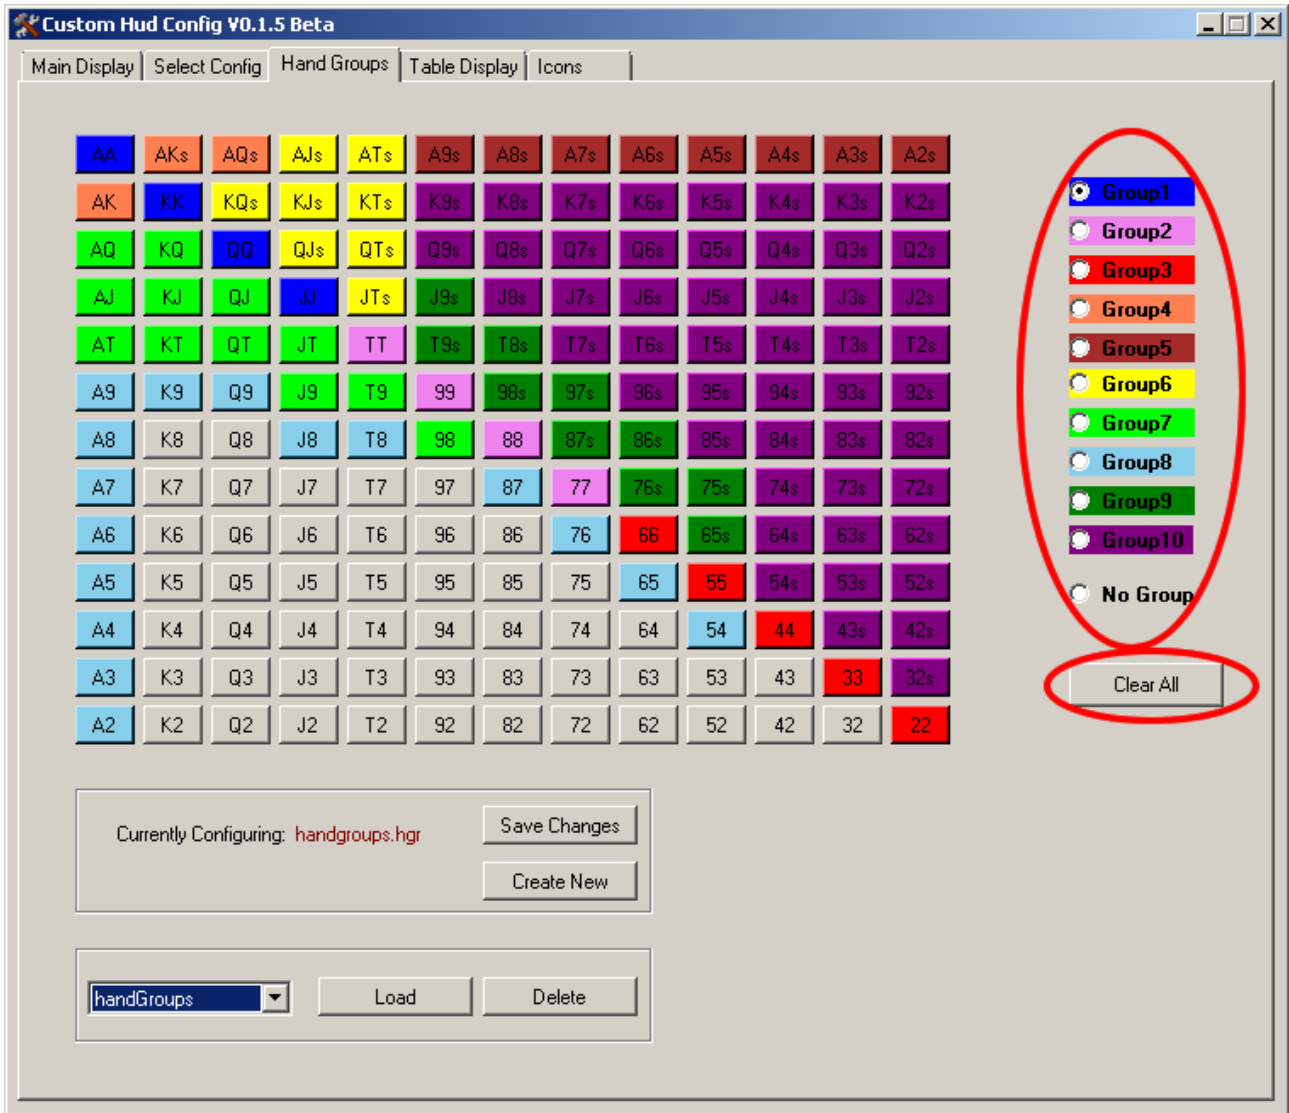 Custom Hud Config V0.1.5 Beta
Main Display Select Config Hand Groups Table Display Icons
AA AKs AQs AJs ATs A9s A8s A7s A6s A5s A4s A3s A2s
AK KK KQs KJs KTs K9s K8s K7s K6s K5s K4s K3s K2s
AQ KQ QQ QJs QTs Q9s Q8s Q7s Q6s Q5s Q4s Q3s Q2s
AJ KJ QJ JJ JTs J9s J8s J7s J6s J5s J4s J3s J2s
AT KT QT JT TT T9s T8s T7s T6s T5s T4s T3s T2s
A9 K9 Q9 J9 T9 99 98s 97s 96s 95s 94s 93s 92s
A8 K8 Q8 J8 T8 98 88 87s 86s 85s 84s 83s 82s
A7 K7 Q7 J7 T7 97 87 77 76s 75s 74s 73s 72s
A6 K6 Q6 J6 T6 96 86 76 66 65s 64s 63s 62s
A5 K5 Q5 J5 T5 95 85 75 65 55 54s 53s 52s
A4 K4 Q4 J4 T4 94 84 74 64 54 44 43s 42s
A3 K3 Q3 J3 T3 93 83 73 63 53 43 33 32s
A2 K2 Q2 J2 T2 92 82 72 62 52 42 32 22
Group1
Group2
Group3
Group4
Group5
Group6
Group7
Group8
Group9
Group10
No Group
Clear All
Currently Configuring: handgroups.hgr
Save Changes
Create New
handGroups
Load
Delete